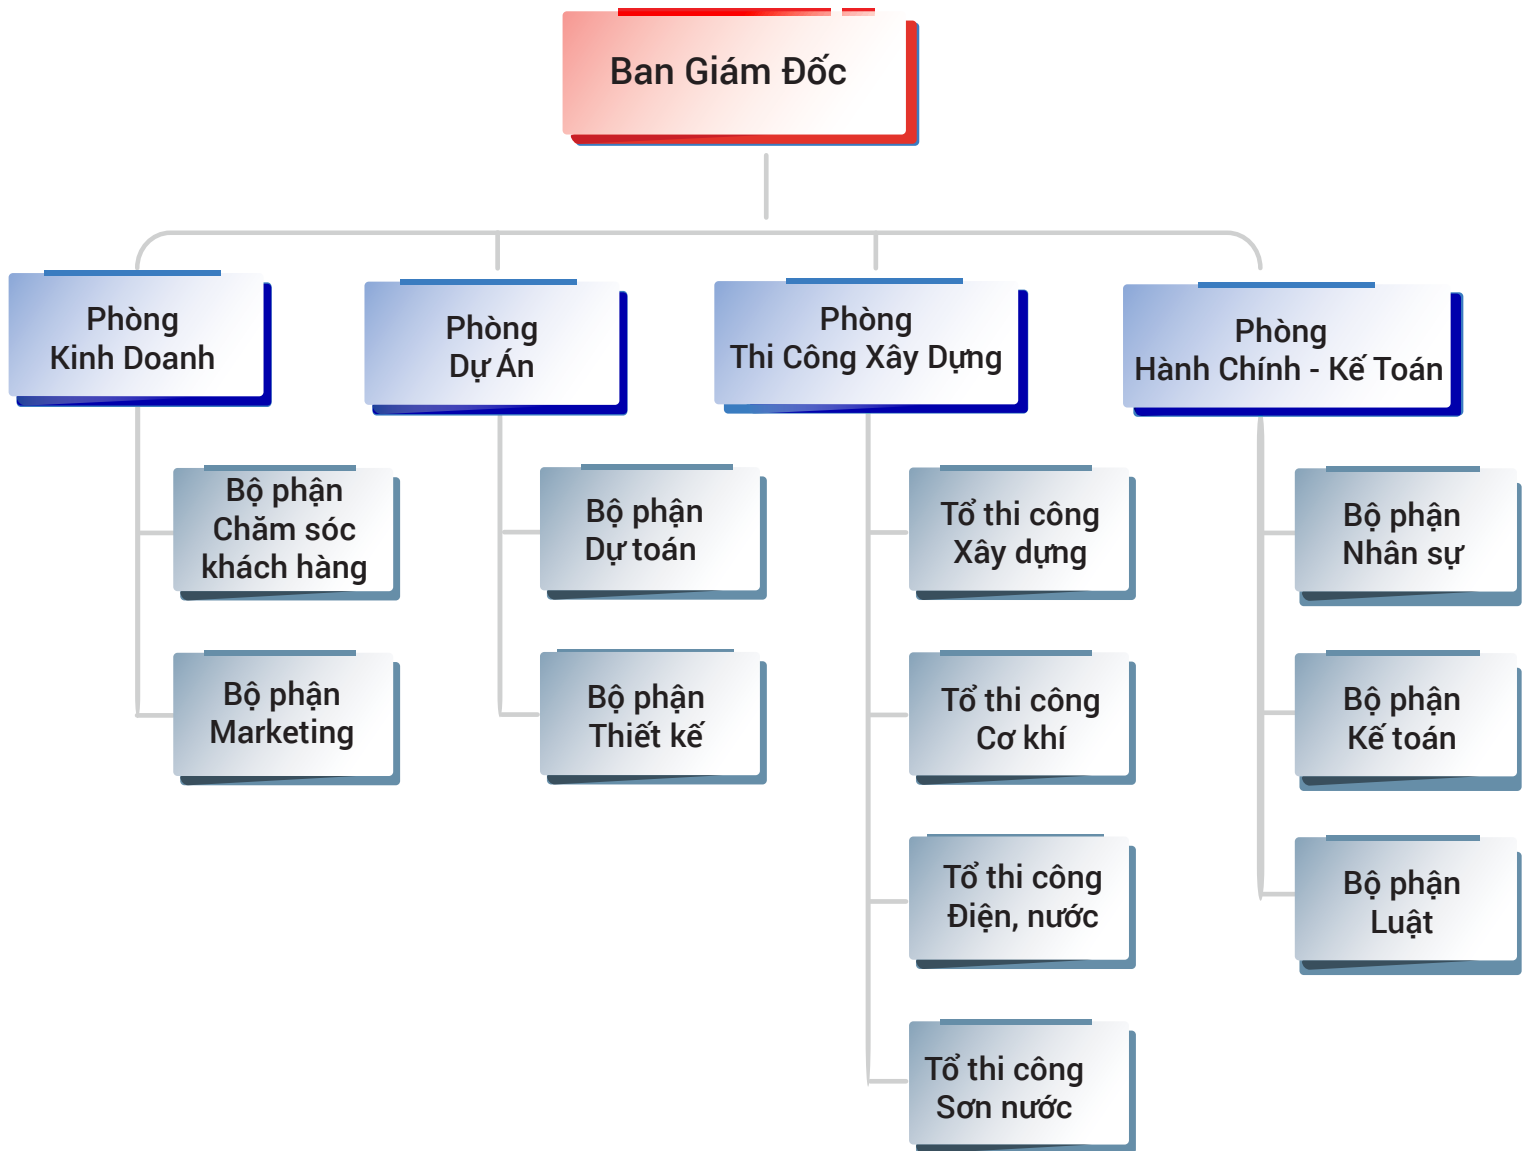 Ban Giám Đốc
Phòng
Kinh Doanh
Phòng
Dự Án
Phòng
Thi Công Xây Dựng
Phòng
Hành Chính - Kế Toán
Bộ phận
Chăm sóc
khách hàng
Bộ phận
Marketing
Bộ phận
Dự toán
Bộ phận
Thiết kế
Tổ thi công
Xây dựng
Tổ thi công
Cơ khí
Tổ thi công
Điện, nước
Tổ thi công
Sơn nước
Bộ phận
Nhân sự
Bộ phận
Kế toán
Bộ phận
Luật